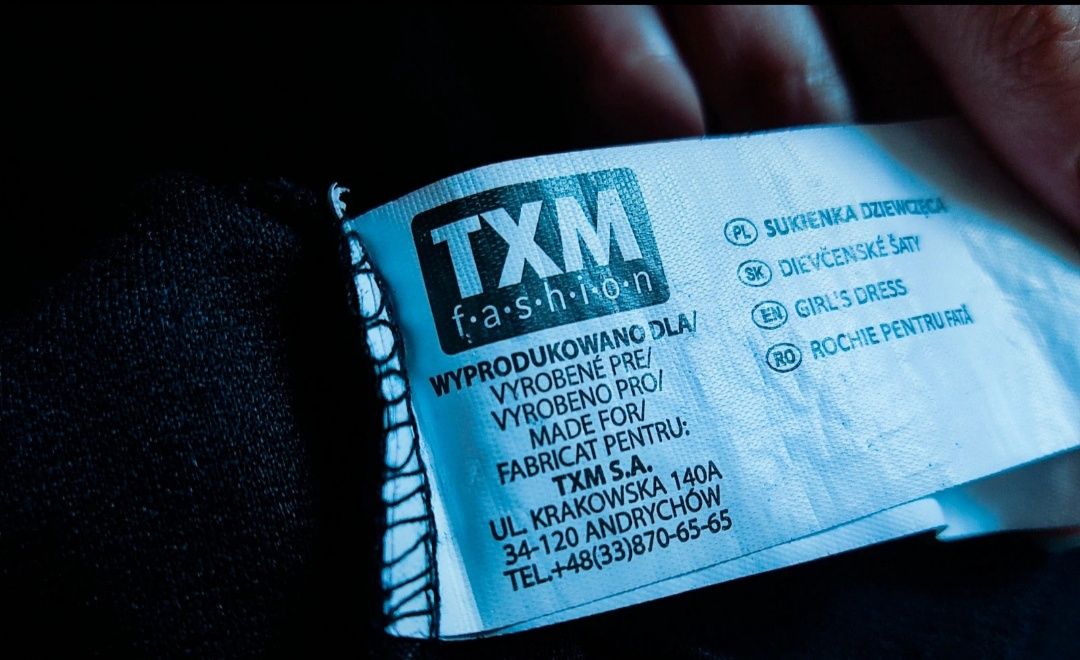 TXM
f·a·s·h·i·o·n
WYPRODUKOWANO DLA/
VYROBENÉ PRE/
VYROBENO PRO/
MADE FOR/
FABRICAT PENTRU:
TXM S.A.
UL. KRAKOWSKA 140A
34-120 ANDRYCHÓW
TEL.+48(33)870-65-65
PL SUKIENKA DZIEWCZĘCA
SK DIEVČENSKÉ ŠATY
EN GIRL'S DRESS
RO ROCHIE PENTRU FATĂ